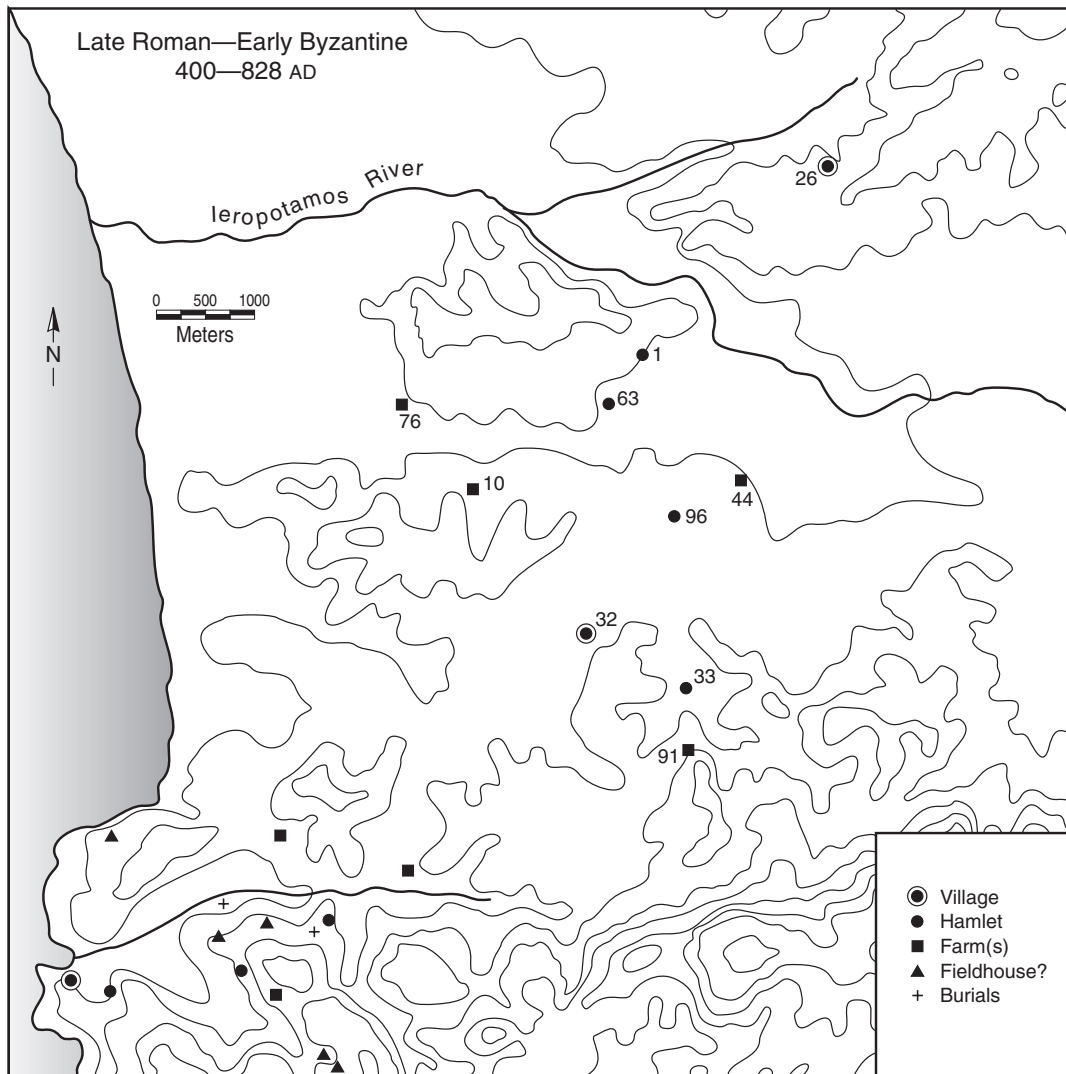 Late Roman—Early Byzantine
400—828 AD
26
Ieropotamos River
0 500 1000
Meters
N
1
63
76
10
44
96
32
33
91
Village
Hamlet
Farm(s)
Fieldhouse?
Burials